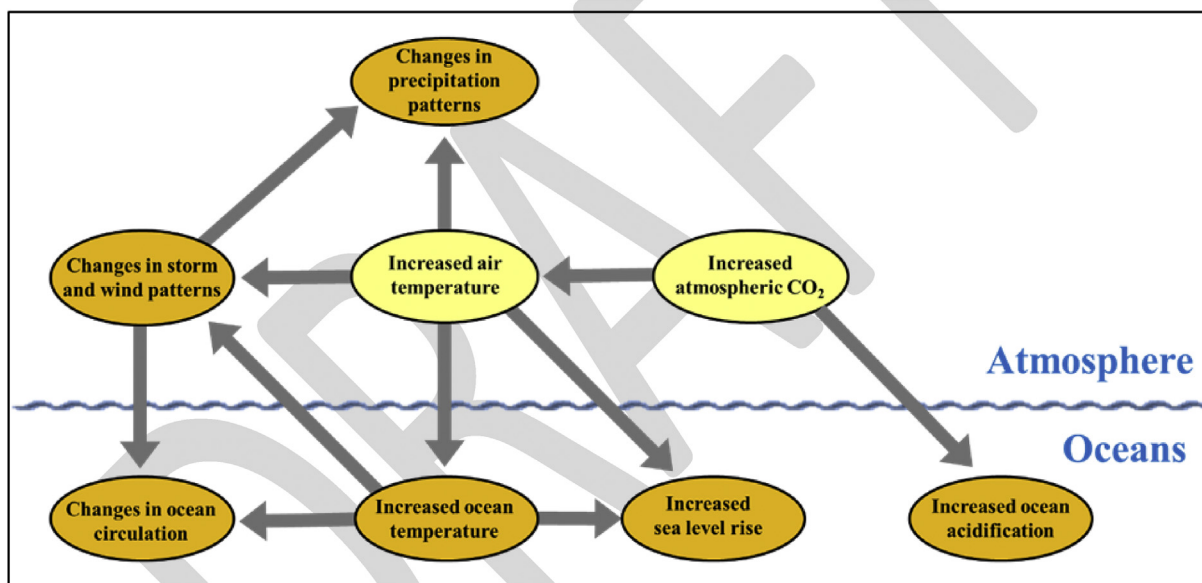 Changes in
precipitation
patterns
Changes in storm
and wind patterns
Increased air
temperature
Increased
atmospheric CO₂
Atmosphere
Oceans
Changes in ocean
circulation
Increased ocean
temperature
Increased
sea level rise
Increased ocean
acidification
DRAFT